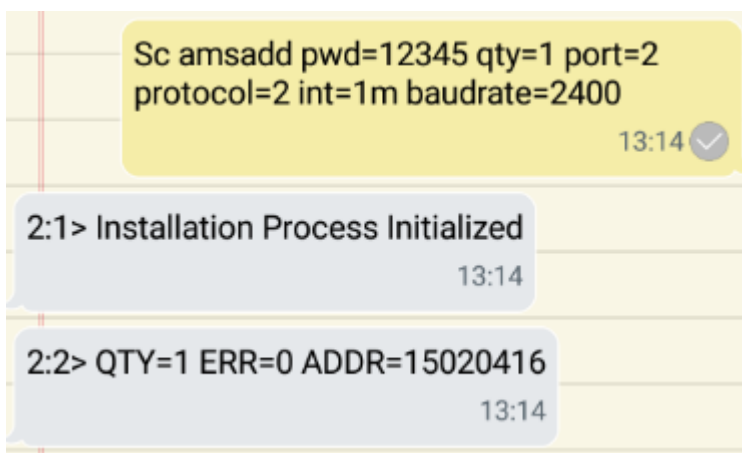 Sc amsadd pwd=12345 qty=1 port=2
protocol=2 int=1m baudrate=2400
13:14
2:1> Installation Process Initialized
13:14
2:2> QTY=1 ERR=0 ADDR=15020416
13:14